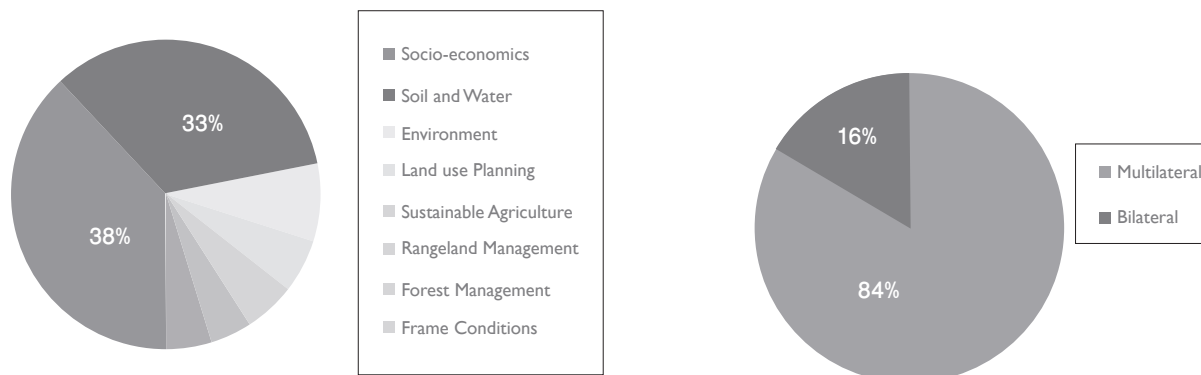 33%
38%
Socio-economics
Soil and Water
Environment
Land use Planning
Sustainable Agriculture
Rangeland Management
Forest Management
Frame Conditions
16%
84%
Multilateral
Bilateral